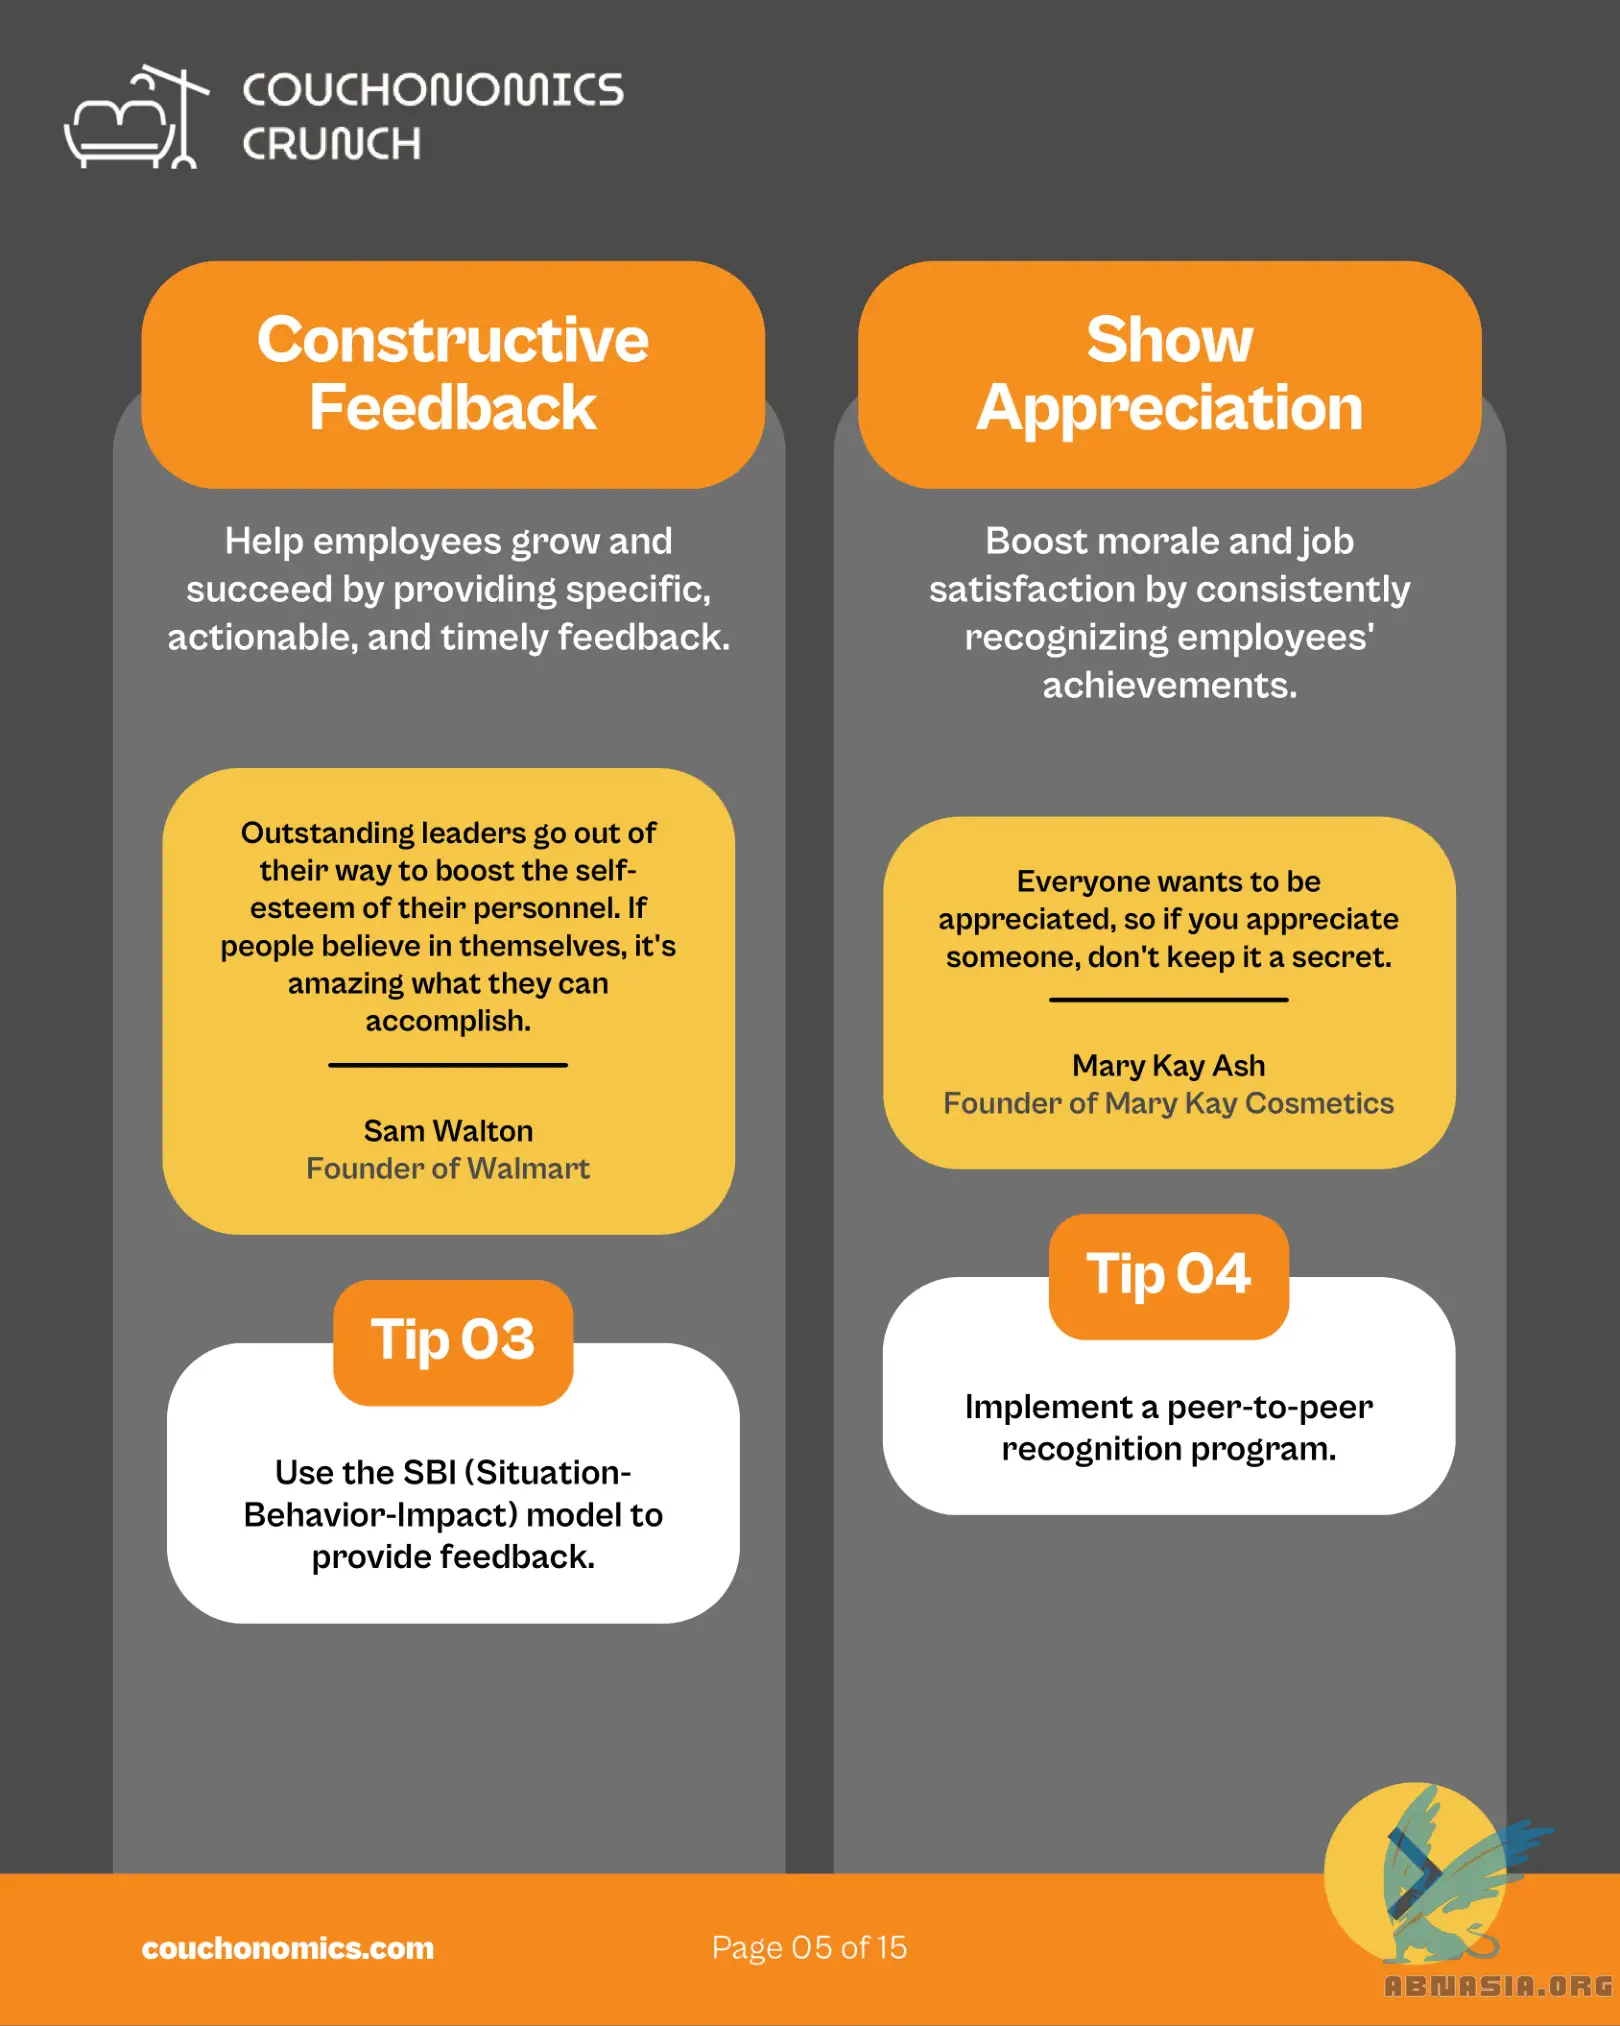 COUCHONOMICS
CRUNCH
Constructive
Feedback
Help employees grow and
succeed by providing specific,
actionable, and timely feedback.
Outstanding leaders go out of
their way to boost the self-
esteem of their personnel. If
people believe in themselves, it's
amazing what they can
accomplish.
Sam Walton
Founder of Walmart
Tip 03
Use the SBI (Situation-
Behavior-Impact) model to
provide feedback.
Show
Appreciation
Boost morale and job
satisfaction by consistently
recognizing employees'
achievements.
Everyone wants to be
appreciated, so if you appreciate
someone, don't keep it a secret.
Mary Kay Ash
Founder of Mary Kay Cosmetics
Tip 04
Implement a peer-to-peer
recognition program.
couchonomics.com
Page 05 of 15
ABNASIA.ORG